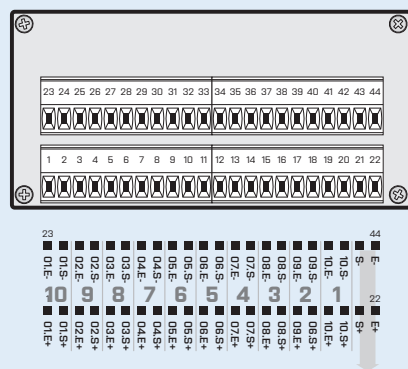 23 24 25 26 27 28 29 30 31 32 33 34 35 36 37 38 39 40 41 42 43 44
1 2 3 4 5 6 7 8 9 10 11 12 13 14 15 16 17 18 19 20 21 22
23 44
01.E- 01.S- 02.E- 02.S- 03.E- 03.S- 04.E- 04.S- 05.E- 05.S- 06.E- 06.S- 07.E- 07.S- 08.E- 08.S- 09.E- 09.S- 10.E- 10.S- S- E-
10 9 8 7 6 5 4 3 2 1
22
01.E+ 01.S+ 02.E+ 02.S+ 03.E+ 03.S+ 04.E+ 04.S+ 05.E+ 05.S+ 06.E+ 06.S+ 07.E+ 07.S+ 08.E+ 06.S+ 09.E+ 09.S+ 10.E+ 10.S+ S+ E+